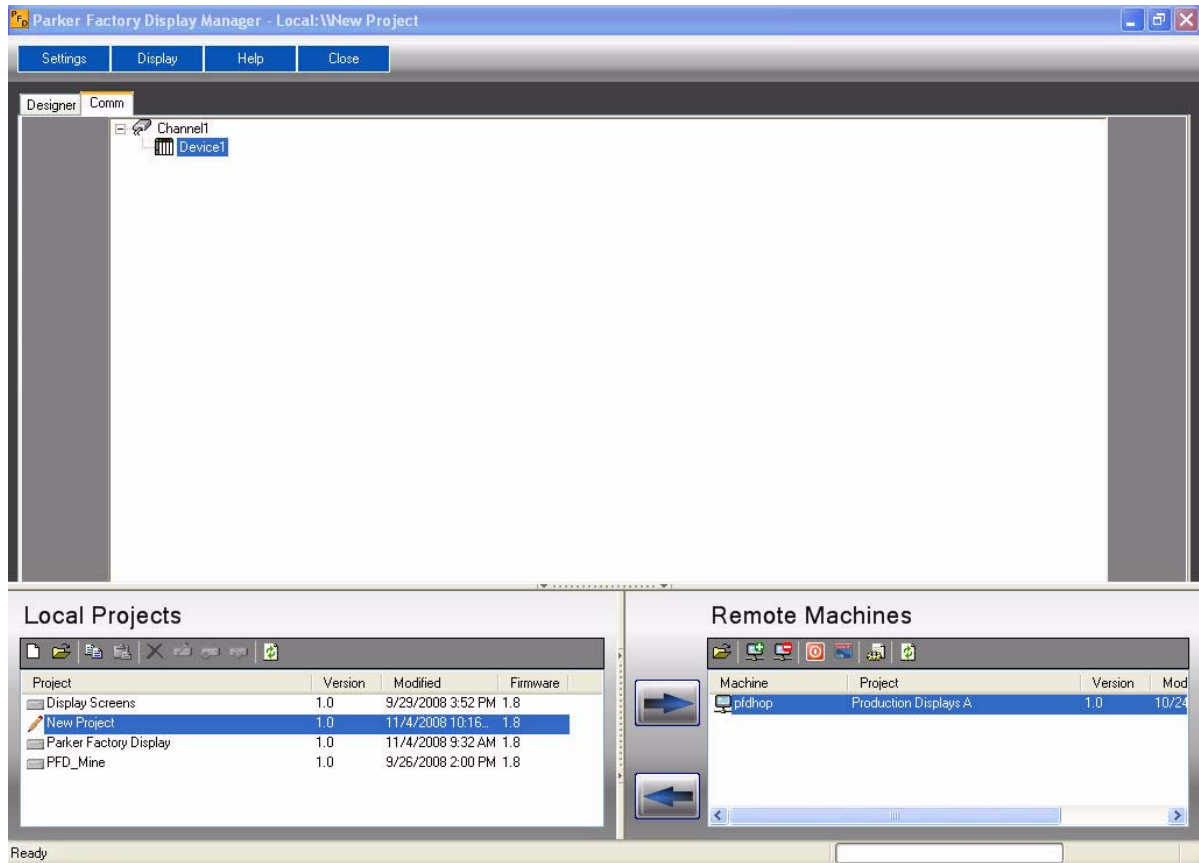 PFD Parker Factory Display Manager - Local:\\New Project
Settings Display Help Close
Designer Comm
Channel1
Device1
Local Projects
Project Version Modified Firmware
Display Screens 1.0 9/29/2008 3:52 PM 1.8
New Project 1.0 11/4/2008 10:16... 1.8
Parker Factory Display 1.0 11/4/2008 9:32 AM 1.8
PFD_Mine 1.0 9/26/2008 2:00 PM 1.8
Remote Machines
Machine Project Version Mod
pfdhop Production Displays A 1.0 10/24
Ready